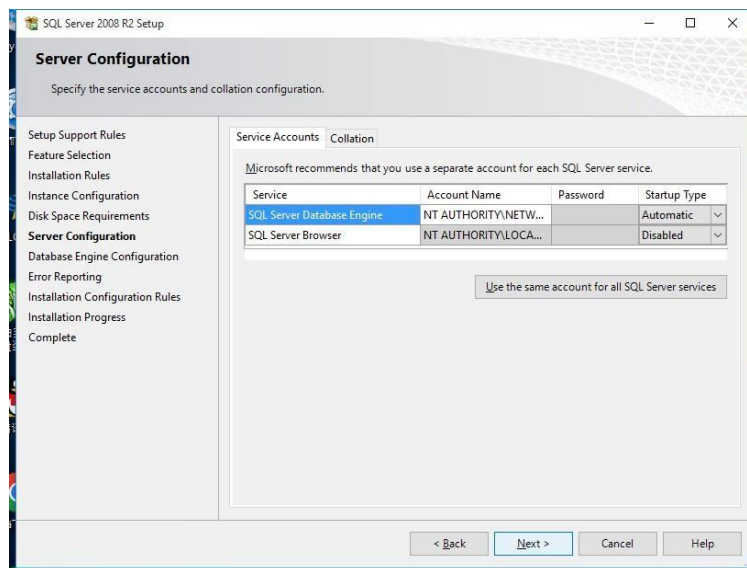 SQL Server 2008 R2 Setup
Server Configuration
Specify the service accounts and collation configuration.
Setup Support Rules
Feature Selection
Installation Rules
Instance Configuration
Disk Space Requirements
Server Configuration
Database Engine Configuration
Error Reporting
Installation Configuration Rules
Installation Progress
Complete
Service Accounts Collation
Microsoft recommends that you use a separate account for each SQL Server service.
Service Account Name Password Startup Type
SQL Server Database Engine NT AUTHORITY\NETW... Automatic
SQL Server Browser NT AUTHORITY\LOCA... Disabled
Use the same account for all SQL Server services
< Back Next > Cancel Help